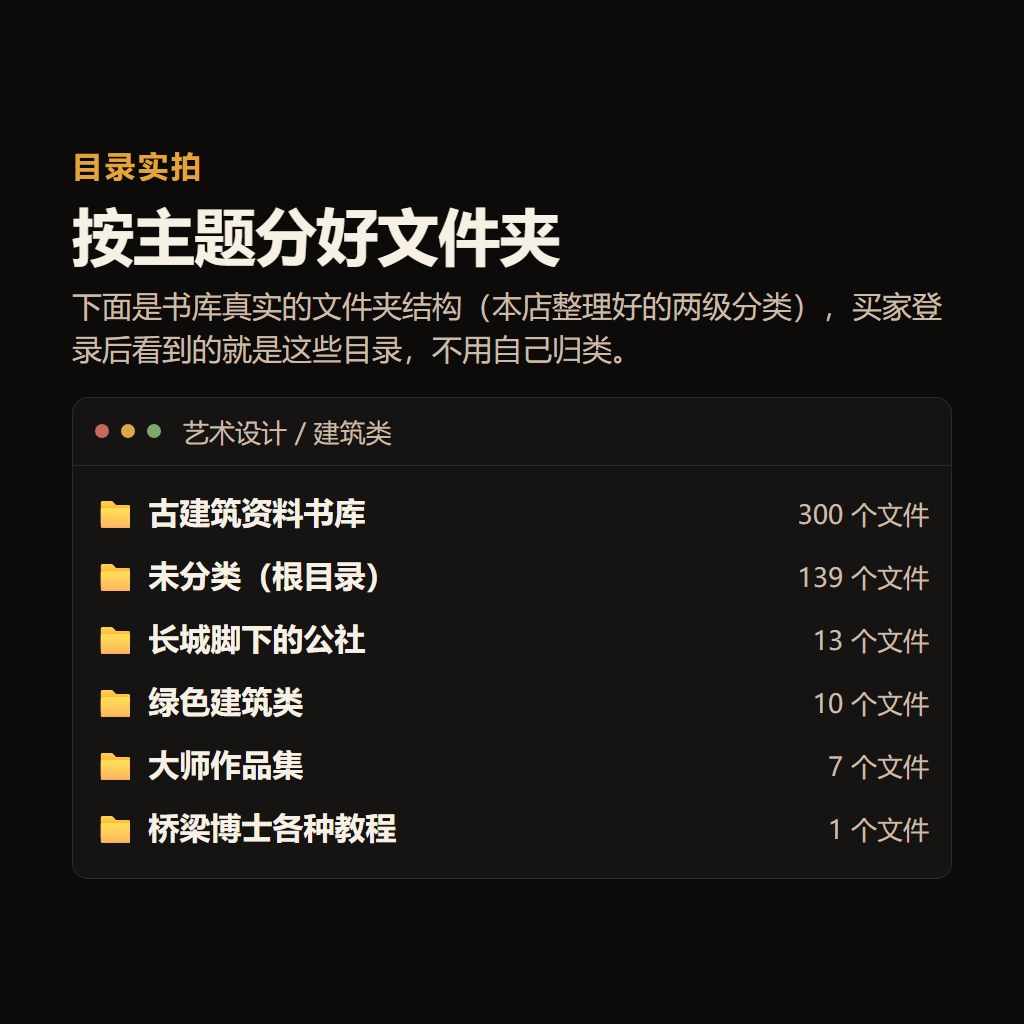 目录实拍
按主题分好文件夹
下面是书库真实的文件夹结构（本店整理好的两级分类），买家登
录后看到的就是这些目录，不用自己归类。
艺术设计 / 建筑类
古建筑资料书库 300 个文件
未分类（根目录） 139 个文件
长城脚下的公社 13 个文件
绿色建筑类 10 个文件
大师作品集 7 个文件
桥梁博士各种教程 1 个文件